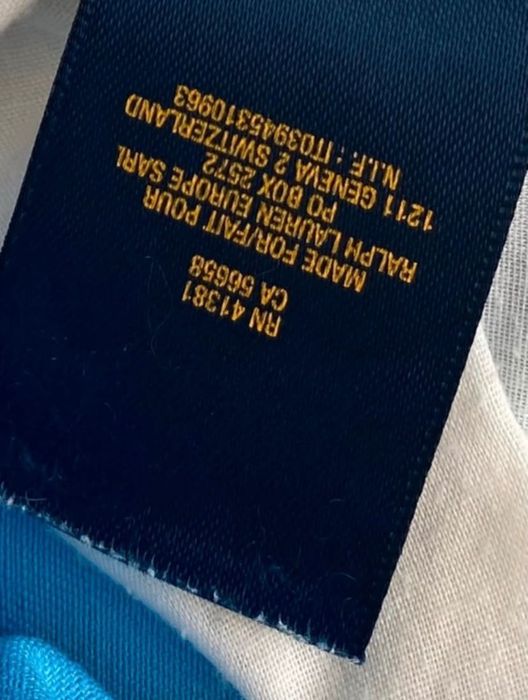 RN 41381
CA 56658
MADE FOR/FAIT POUR
RALPH LAUREN EUROPE SARL
PO BOX 2572
1211 GENEVA 2 SWITZERLAND
N.I.F : IT03945310963